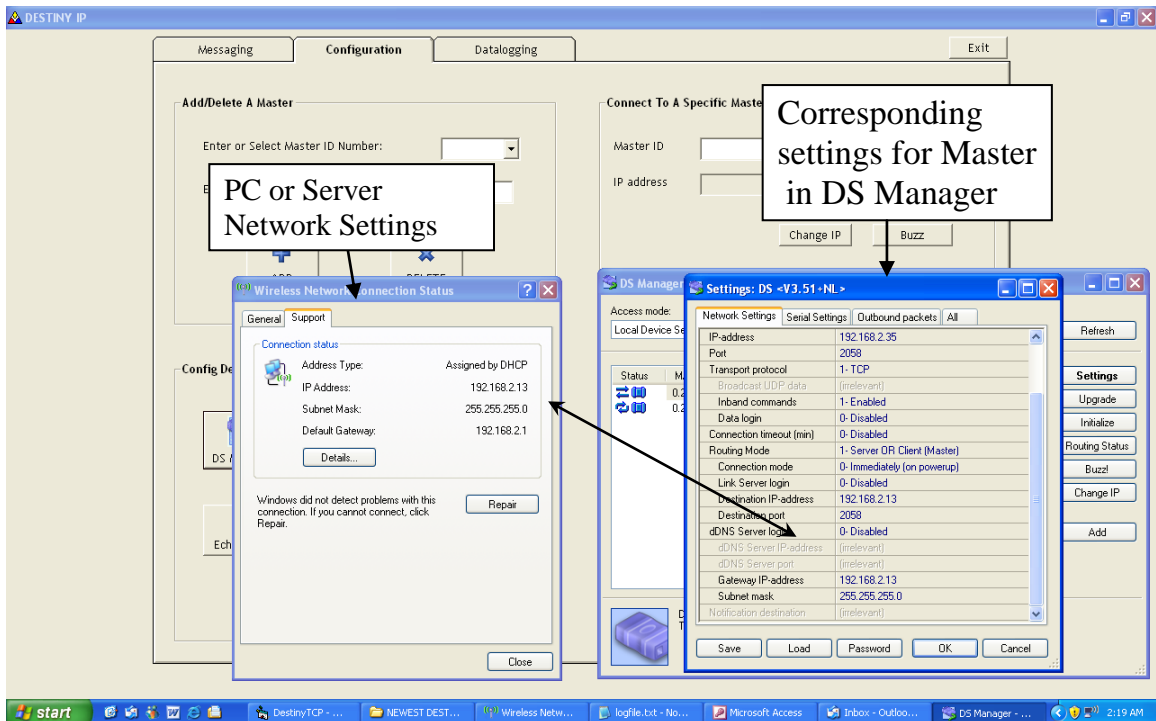 DESTINY IP
Messaging
Configuration
Datalogging
Exit
Add/Delete A Master
Enter or Select Master ID Number:
Connect To A Specific Maste
Master ID
IP address
Change IP
Buzz
PC or Server
Network Settings
Corresponding
settings for Master
in DS Manager
ADD
DELETE
Config De
DS
Ech
Wireless Network Connection Status
General
Support
Connection status
Address Type:
Assigned by DHCP
IP Address:
192.168.2.13
Subnet Mask:
255.255.255.0
Default Gateway:
192.168.2.1
Details...
Windows did not detect problems with this
connection. If you cannot connect, click
Repair.
Repair
Close
DS Manager
Access mode:
Local Device Se
Status
M
0.2
0.2
D
T
Refresh
Settings
Upgrade
Initialize
Routing Status
Buzz!
Change IP
Add
Settings: DS <V3.51+NL>
Network Settings
Serial Settings
Outbound packets
All
IP-address 192.168.2.35
Port 2058
Transport protocol 1- TCP
Broadcast UDP data (irrelevant)
Inband commands 1- Enabled
Data login 0- Disabled
Connection timeout (min) 0- Disabled
Routing Mode 1- Server OR Client (Master)
Connection mode 0- Immediately (on powerup)
Link Server login 0- Disabled
Destination IP-address 192.168.2.13
Destination port 2058
dDNS Server login 0- Disabled
dDNS Server IP-address (irrelevant)
dDNS Server port (irrelevant)
Gateway IP-address 192.168.2.13
Subnet mask 255.255.255.0
Notification destination (irrelevant)
Save
Load
Password
OK
Cancel
start
DestinyTCP - ...
NEWEST DEST...
Wireless Netw...
logfile.txt - No...
Microsoft Access
Inbox - Outloo...
DS Manager - ...
2:19 AM